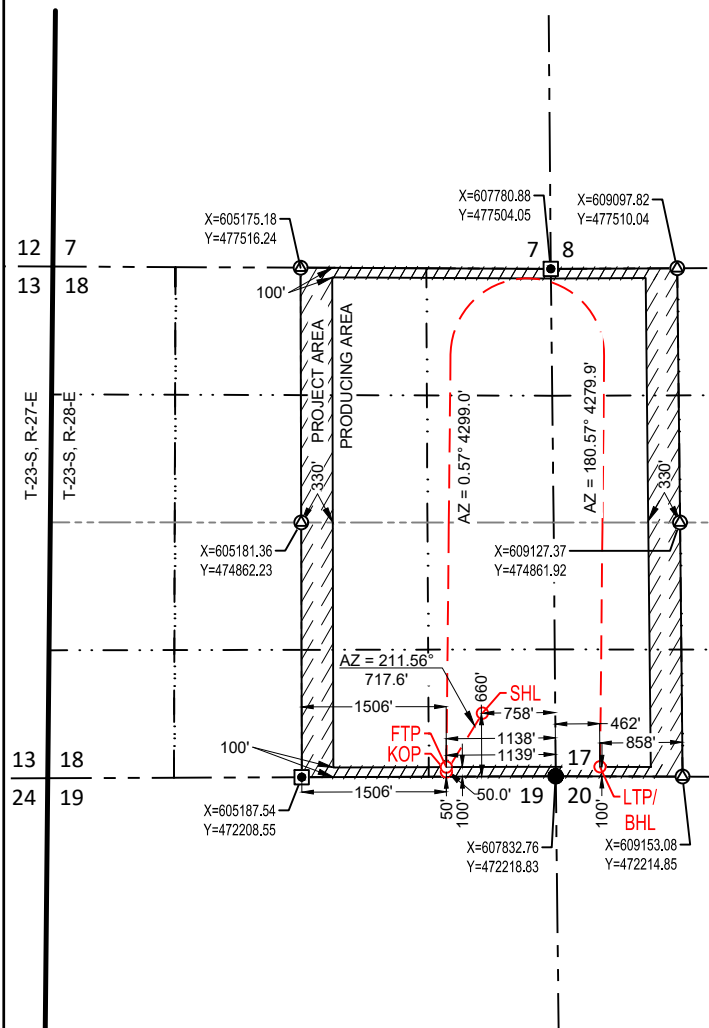 X=607780.88
Y=477504.05
X=609097.82
Y=477510.04
X=605175.18
Y=477516.24
12 7
7 8
13 18
100'
PROJECT AREA
PRODUCING AREA
T-23-S, R-27-E
T-23-S, R-28-E
AZ = 0.57° 4299.0'
AZ = 180.57° 4279.9'
330'
330'
X=605181.36
Y=474862.23
X=609127.37
Y=474861.92
AZ = 211.56°
717.6'
660'
SHL
758'
1506'
462'
FTP
1138'
858'
KOP
1139'
100'
13 18
17
24 19
1506'
50'
100'
50.0'
19 20
100'
LTP/
BHL
X=605187.54
Y=472208.55
X=607832.76
Y=472218.83
X=609153.08
Y=472214.85